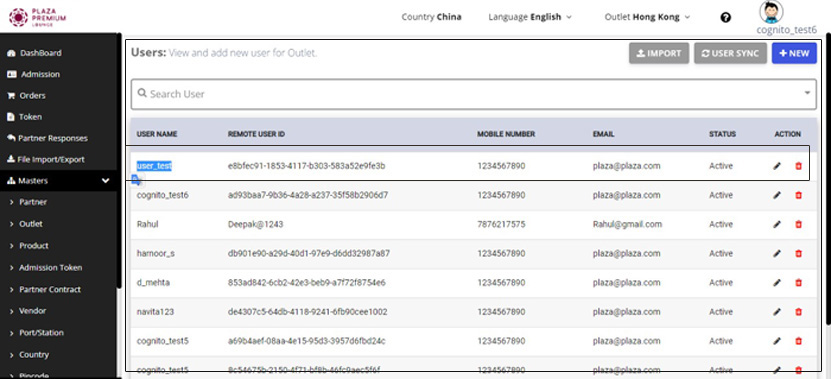 PLAZA
PREMIUM
LOUNGE
Country China
Language English
Outlet Hong Kong
cognito_test6
DashBoard
Admission
Orders
Token
Partner Responses
File Import/Export
Masters
Partner
Outlet
Product
Admission Token
Partner Contract
Vendor
Port/Station
Country
Pincode
Users: View and add new user for Outlet.
IMPORT
USER SYNC
+ NEW
Search User
USER NAME REMOTE USER ID MOBILE NUMBER EMAIL STATUS ACTION
user_test e8bfec91-1853-4117-b303-583a52e9fe3b 1234567890 plaza@plaza.com Active
cognito_test6 ad93baa7-9b36-4a28-a237-35f58b2906d7 1234567890 plaza@plaza.com Active
Rahul Deepak@1243 7876217575 Rahul@gmail.com Active
harnoor_s db901e90-a29d-40d1-97e9-d6dd32987a87 1234567890 plaza@plaza.com Active
d_mehta 853ad842-6cb2-42e3-beb9-a7f72f8754e6 1234567890 plaza@plaza.com Active
navita123 de4307c5-64db-4118-9241-6fb90cee1002 1234567890 plaza@plaza.com Active
cognito_test5 a69b4aef-08aa-4e15-95d3-3957d6fbd24c 1234567890 plaza@plaza.com Active
cognito_test5 8c54675b-2150-4f71-bf8b-46fc9aec5f6f 1234567890 plaza@plaza.com Active